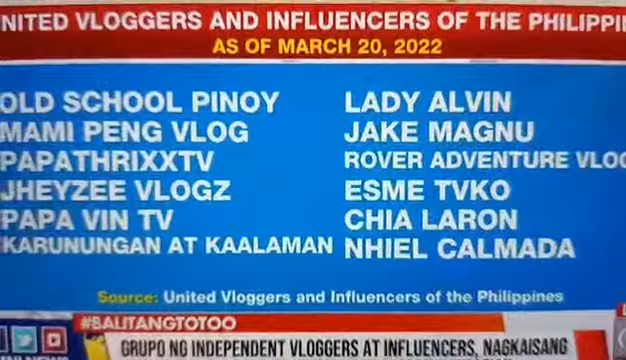 NITED VLOGGERS AND INFLUENCERS OF THE PHILIPPIN
AS OF MARCH 20, 2022
OLD SCHOOL PINOY
MAMI PENG VLOG
PAPATHRIXXTV
JHEYZEE VLOGZ
PAPA VIN TV
KARUNUNGAN AT KAALAMAN
LADY ALVIN
JAKE MAGNU
ROVER ADVENTURE VLOG
ESME TVKO
CHIA LARON
NHIEL CALMADA
Source: United Vloggers and Influencers of the Philippines
#BALITANGTOTOO
GRUPO NG INDEPENDENT VLOGGERS AT INFLUENCERS, NAGKAISANG